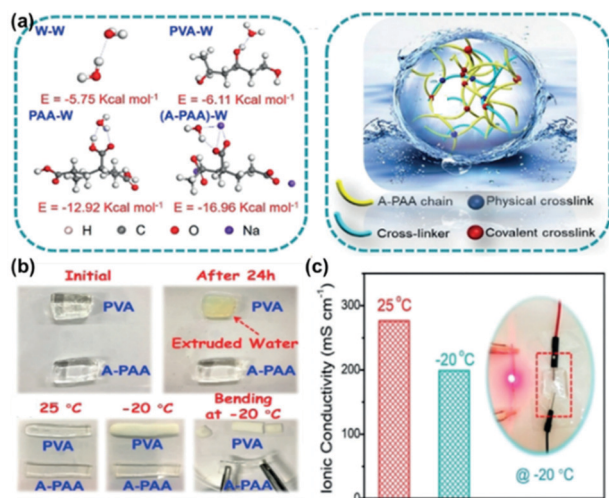 (a)
W-W
PVA-W
E = -5.75 Kcal mol⁻¹
E = -6.11 Kcal mol⁻¹
PAA-W
(A-PAA)-W
E = -12.92 Kcal mol⁻¹
E = -16.96 Kcal mol⁻¹
H C O Na
A-PAA chain
Physical crosslink
Cross-linker
Covalent crosslink
(b)
Initial
After 24h
PVA
PVA
Extruded Water
A-PAA
A-PAA
25 °C
-20 °C
Bending
at -20 °C
PVA
PVA
PVA
A-PAA
A-PAA
A-PAA
(c)
Ionic Conductivity (mS cm⁻¹)
300
200
100
0
25 °C
-20 °C
@ -20 °C